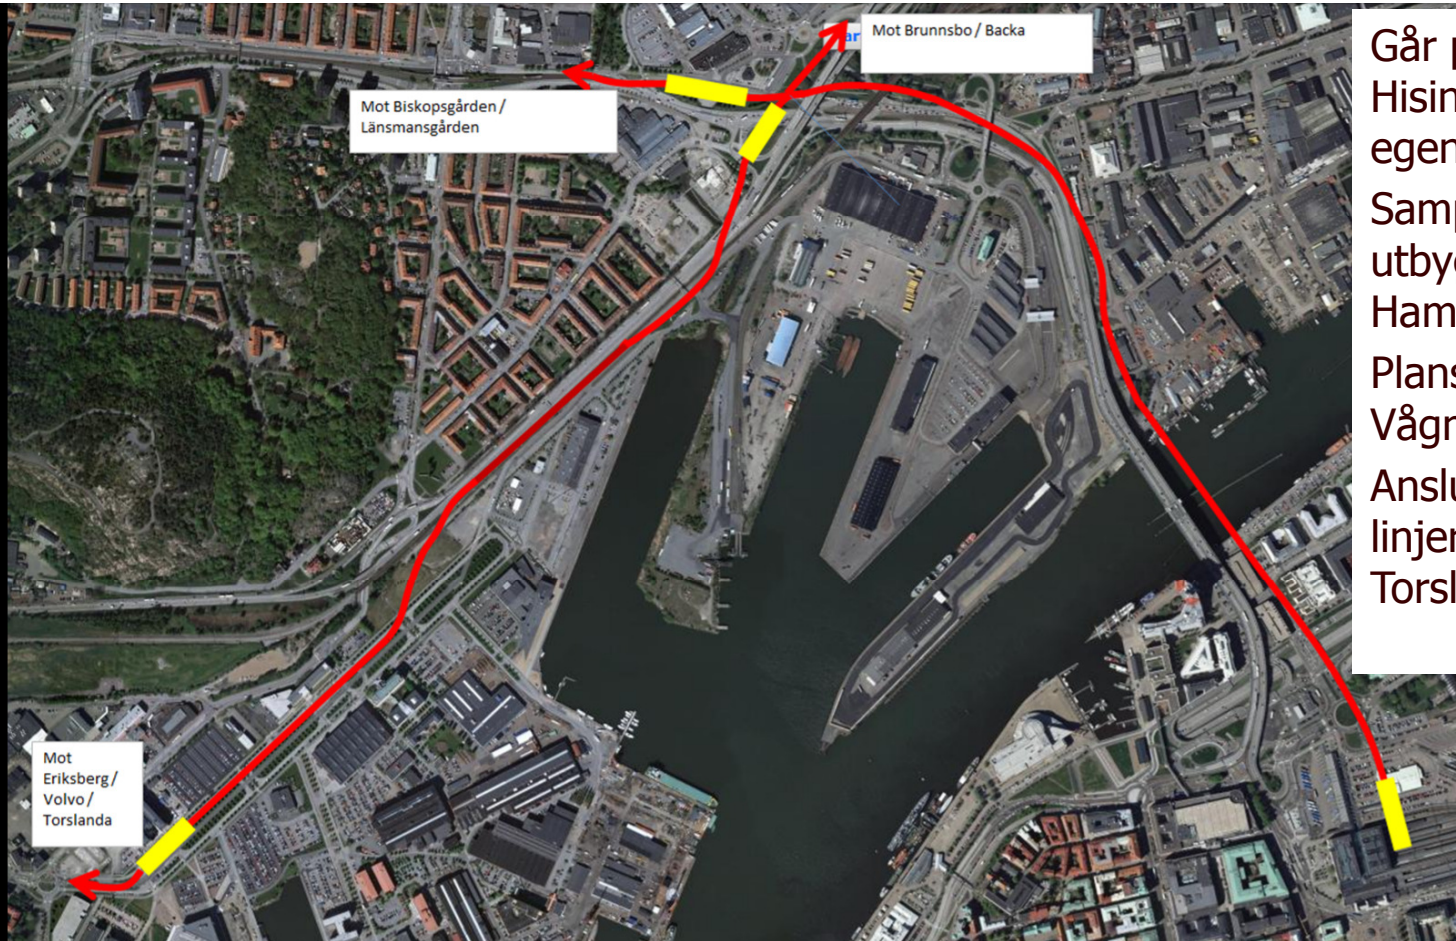 Mot Brunnsbo / Backa
ar
Mot Biskopsgården /
Länsmansgården
Mot
Eriksberg /
Volvo /
Torslanda
Går p
Hisin
egen
Samp
utbyg
Ham
Plans
Vågn
Anslu
linjer
Torsl